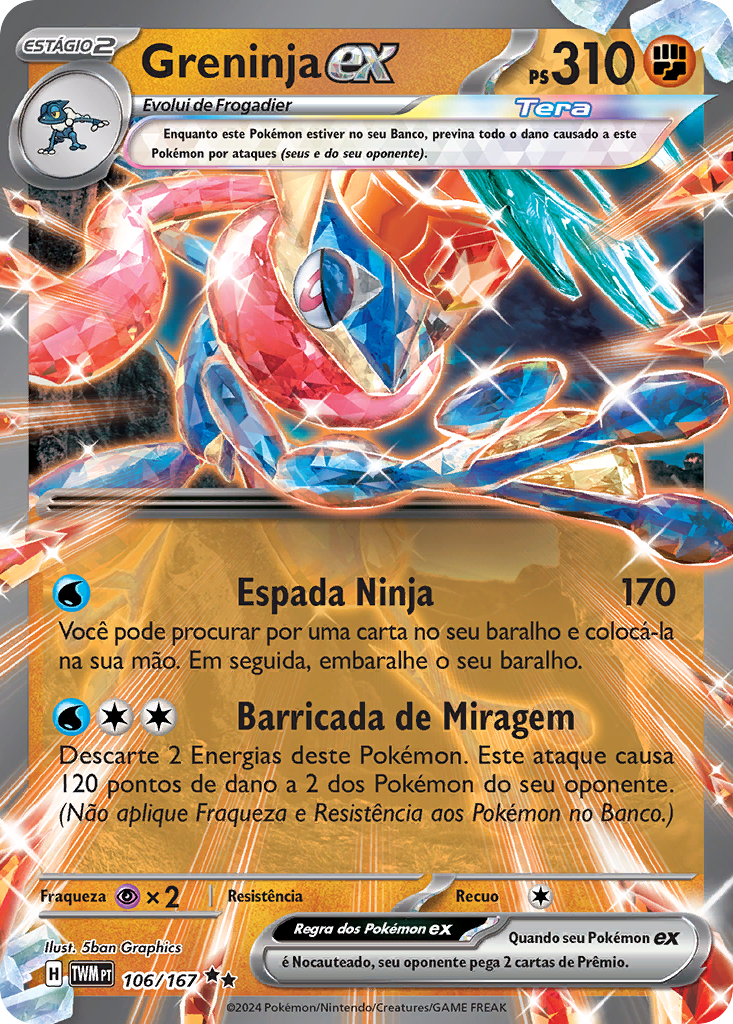 ESTÁGIO 2
Greninja ex
PS 310
Evolui de Frogadier
Tera
Enquanto este Pokémon estiver no seu Banco, previna todo o dano causado a este
Pokémon por ataques (seus e do seu oponente).
Espada Ninja 170
Você pode procurar por uma carta no seu baralho e colocá-la
na sua mão. Em seguida, embaralhe o seu baralho.
Barricada de Miragem
Descarte 2 Energias deste Pokémon. Este ataque causa
120 pontos de dano a 2 dos Pokémon do seu oponente.
(Não aplique Fraqueza e Resistência aos Pokémon no Banco.)
Fraqueza ×2 Resistência Recuo
Ilust. 5ban Graphics
H TWM PT 106/167 ★★
Regra dos Pokémon ex
Quando seu Pokémon ex
é Nocauteado, seu oponente pega 2 cartas de Prêmio.
©2024 Pokémon/Nintendo/Creatures/GAME FREAK